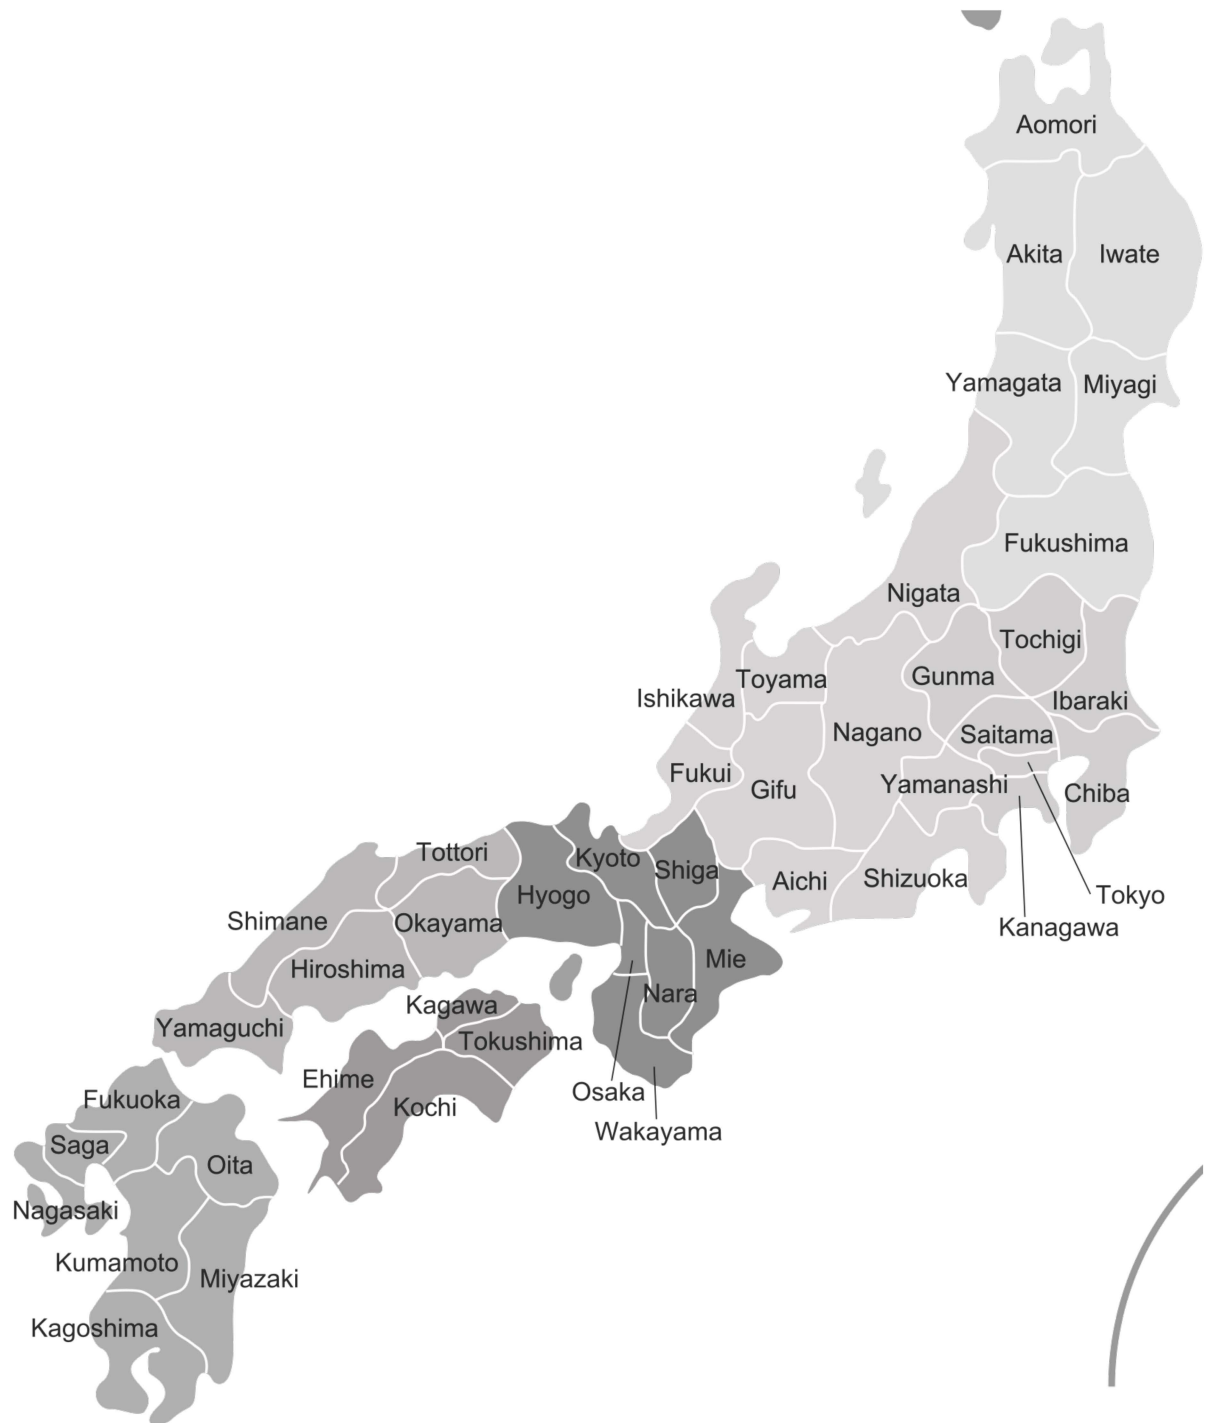 Aomori
Akita
Iwate
Yamagata
Miyagi
Fukushima
Nigata
Tochigi
Gunma
Toyama
Ishikawa
Ibaraki
Nagano
Saitama
Fukui
Gifu
Yamanashi
Chiba
Tottori
Kyoto
Shiga
Aichi
Shizuoka
Hyogo
Tokyo
Shimane
Okayama
Kanagawa
Mie
Hiroshima
Nara
Kagawa
Yamaguchi
Tokushima
Ehime
Osaka
Fukuoka
Kochi
Wakayama
Saga
Oita
Nagasaki
Kumamoto
Miyazaki
Kagoshima